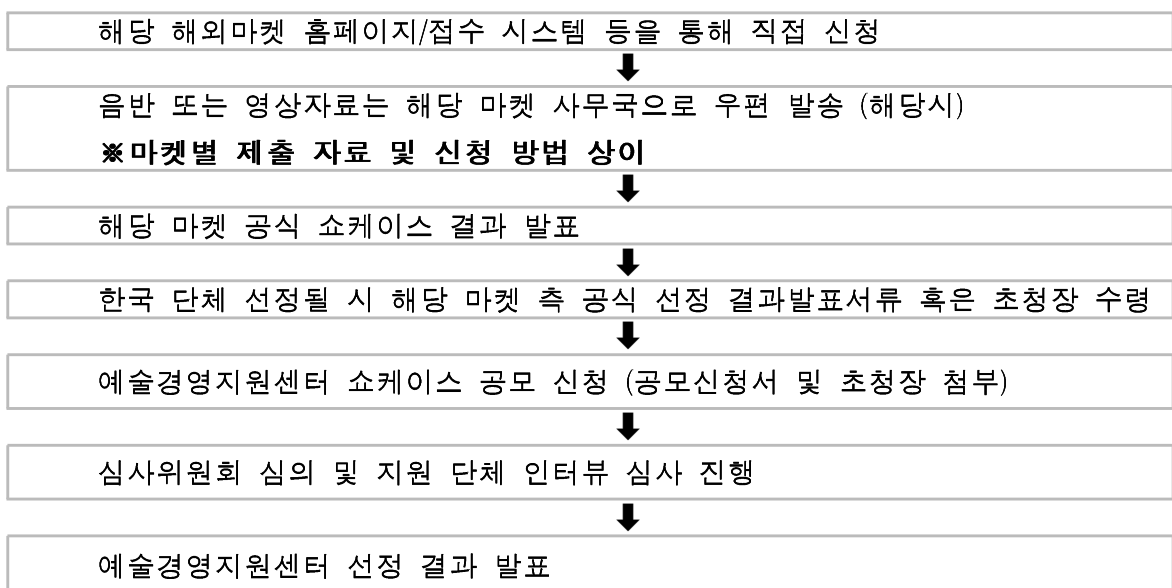 해당 해외마켓 홈페이지/접수 시스템 등을 통해 직접 신청
음반 또는 영상자료는 해당 마켓 사무국으로 우편 발송 (해당시)
※마켓별 제출 자료 및 신청 방법 상이
해당 마켓 공식 쇼케이스 결과 발표
한국 단체 선정될 시 해당 마켓 측 공식 선정 결과발표서류 혹은 초청장 수령
예술경영지원센터 쇼케이스 공모 신청 (공모신청서 및 초청장 첨부)
심사위원회 심의 및 지원 단체 인터뷰 심사 진행
예술경영지원센터 선정 결과 발표